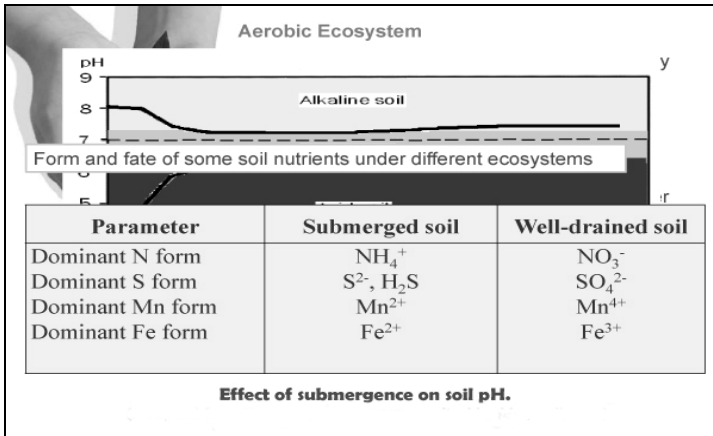 Aerobic Ecosystem
pH
y
9
Alkaline soil
8
7
Form and fate of some soil nutrients under different ecosystems
5
r
Parameter Submerged soil Well-drained soil
Dominant N form NH₄⁺ NO₃⁻
Dominant S form S²⁻, H₂S SO₄²⁻
Dominant Mn form Mn²⁺ Mn⁴⁺
Dominant Fe form Fe²⁺ Fe³⁺
Effect of submergence on soil pH.